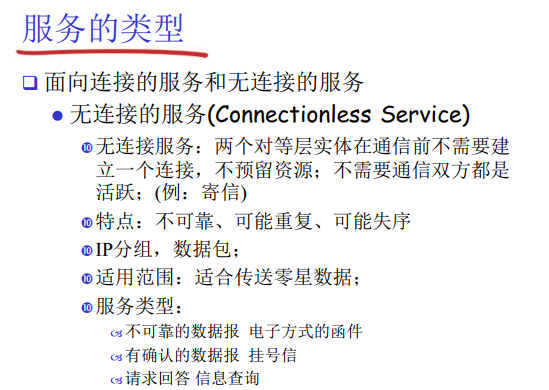 服务的类型
面向连接的服务和无连接的服务
无连接的服务(Connectionless Service)
无连接服务：两个对等层实体在通信前不需要建
立一个连接，不预留资源；不需要通信双方都是
活跃；(例：寄信)
特点：不可靠、可能重复、可能失序
IP分组，数据包；
适用范围：适合传送零星数据；
服务类型：
不可靠的数据报 电子方式的函件
有确认的数据报 挂号信
请求回答 信息查询